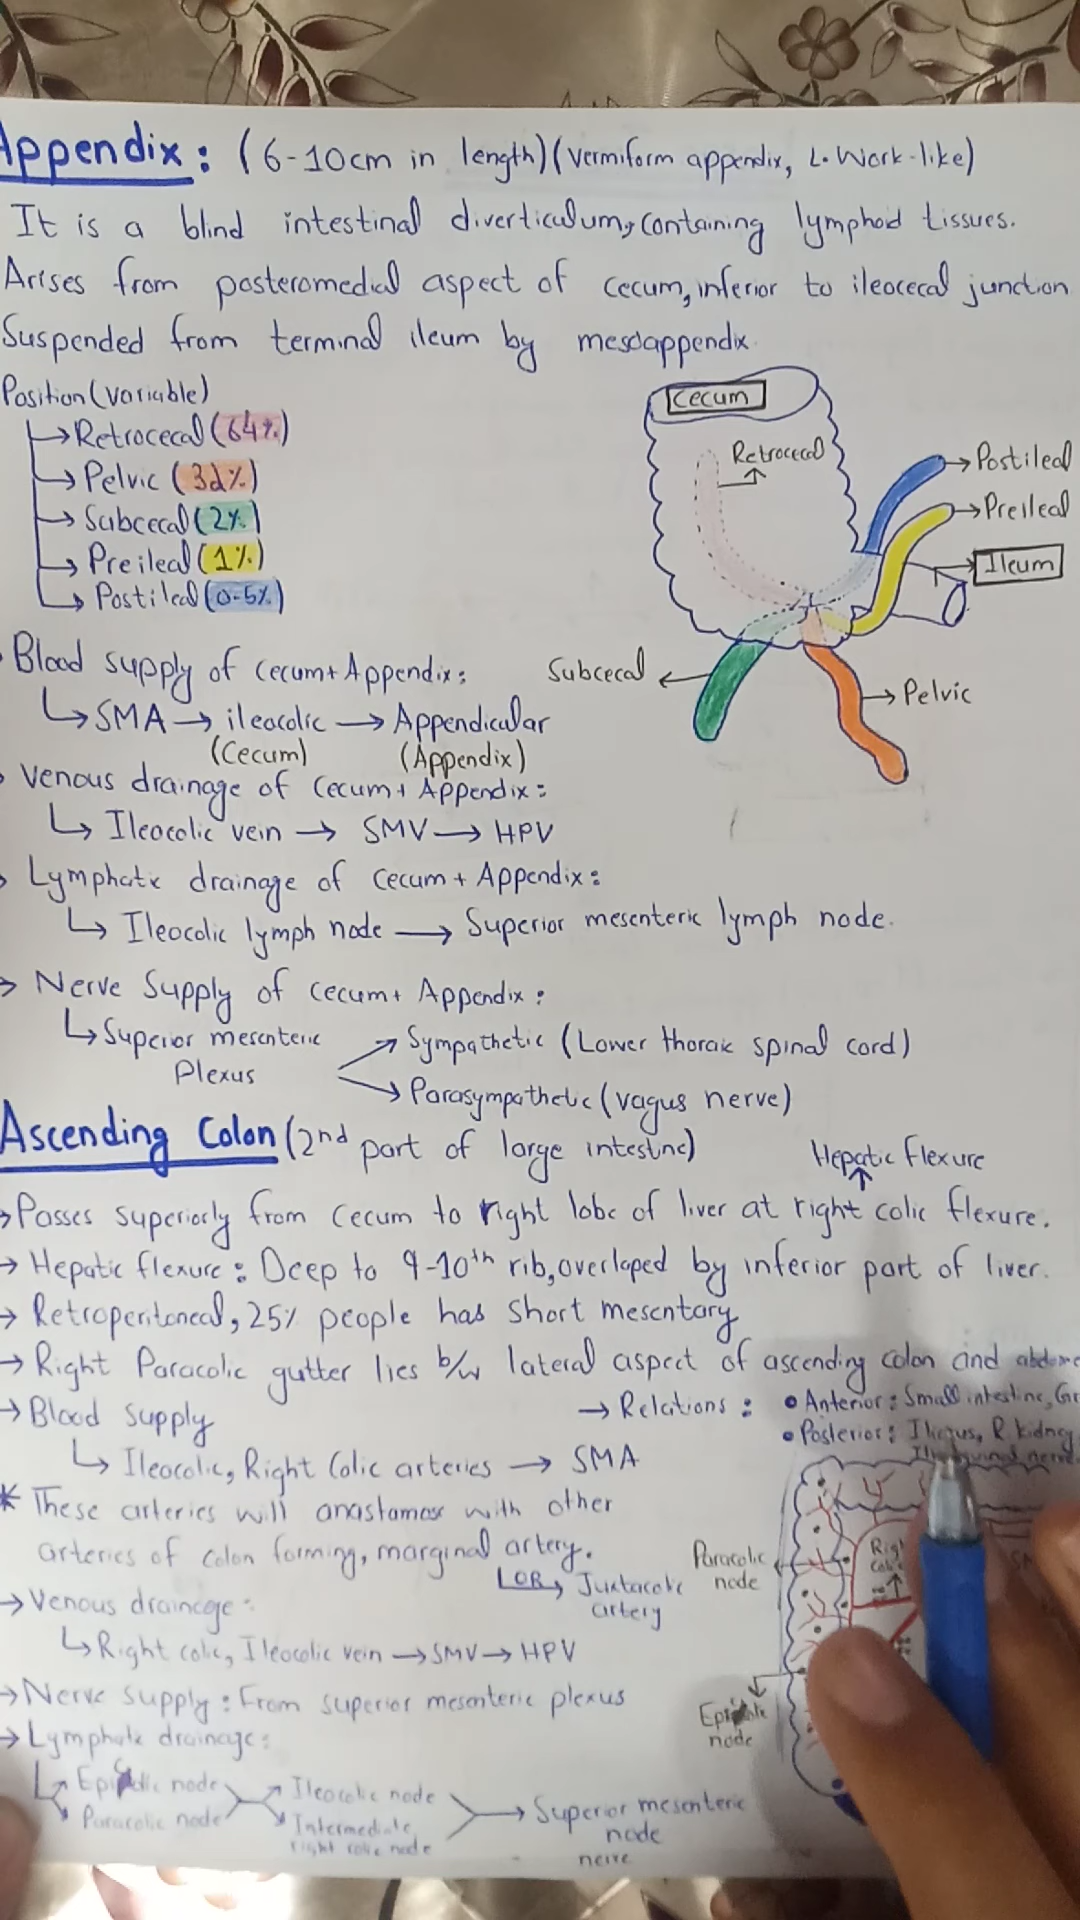 Appendix: (6-10cm in length)(vermiform appendix, L. Work-like)
It is a blind intestinal diverticulum, containing lymphoid tissues.
Arises from posteromedial aspect of cecum, inferior to ileocecal junction
Suspended from terminal ileum by mesoappendix.
Position (variable)
→ Retrocecal (64%)
→ Pelvic (32%)
→ Subcecal (2%)
→ Preileal (1%)
→ Postileal (0.5%)
Cecum
Retrocecal
Postileal
Preileal
Ileum
Subcecal
Pelvic
Blood supply of cecum + Appendix:
↳ SMA → ileocolic → Appendicular
(Cecum) (Appendix)
Venous drainage of Cecum + Appendix:
↳ Ileocolic vein → SMV → HPV
Lymphatic drainage of cecum + Appendix:
↳ Ileocolic lymph node → Superior mesenteric lymph node.
→ Nerve Supply of cecum + Appendix:
↳ Superior mesenteric → Sympathetic (Lower thoraic spinal cord)
Plexus → Parasympathetic (vagus nerve)
Ascending Colon (2nd part of large intestine)
Hepatic flexure
→ Passes superiorly from cecum to right lobe of liver at right colic flexure.
→ Hepatic flexure: Deep to 9-10th rib, overlaped by inferior part of liver.
→ Retroperitoneal, 25% people has short mesentary
→ Right Paracolic gutter lies b/w lateral aspect of ascending colon and
→ Blood supply
↳ Ileocolic, Right Colic arteries → SMA
→ Relations: • Anterior: Small intestine,
• Posterior: R. kidney
* These arteries will anastamose with other
arteries of colon forming, marginal artery.
↳ OR → Juxtacolic
artery
→ Venous drainage:
↳ Right colic, Ileocolic vein → SMV → HPV
→ Nerve supply: From superior mesenteric plexus
→ Lymphatic drainage:
node → Ileocolic node
Paracolic node → Intermediate
right colic node
→ Superior mesenteric
node
Paracolic
node
node